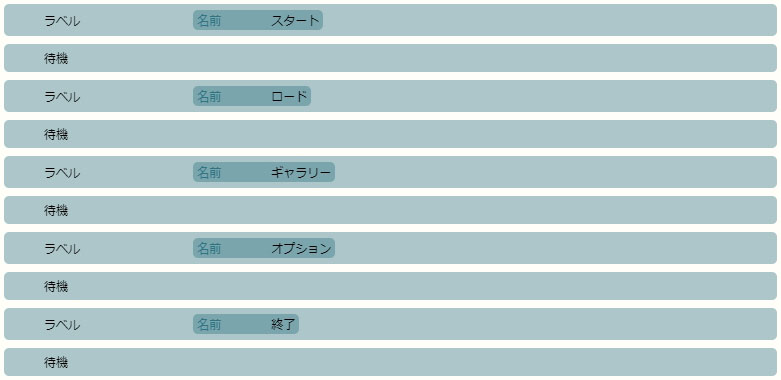 ラベル 名前 スタート
待機
ラベル 名前 ロード
待機
ラベル 名前 ギャラリー
待機
ラベル 名前 オプション
待機
ラベル 名前 終了
待機